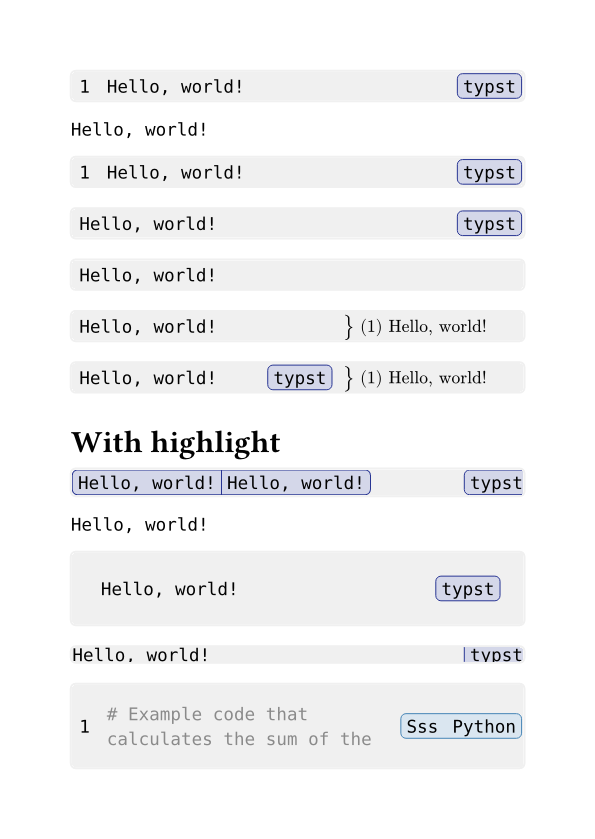 1 Hello, world! typst
Hello, world!
1 Hello, world! typst
Hello, world! typst
Hello, world!
Hello, world! } (1) Hello, world!
Hello, world! typst } (1) Hello, world!
With highlight
Hello, world! Hello, world! typst
Hello, world!
Hello, world! typst
Hello, world! typst
1 # Example code that
calculates the sum of the
Sss Python